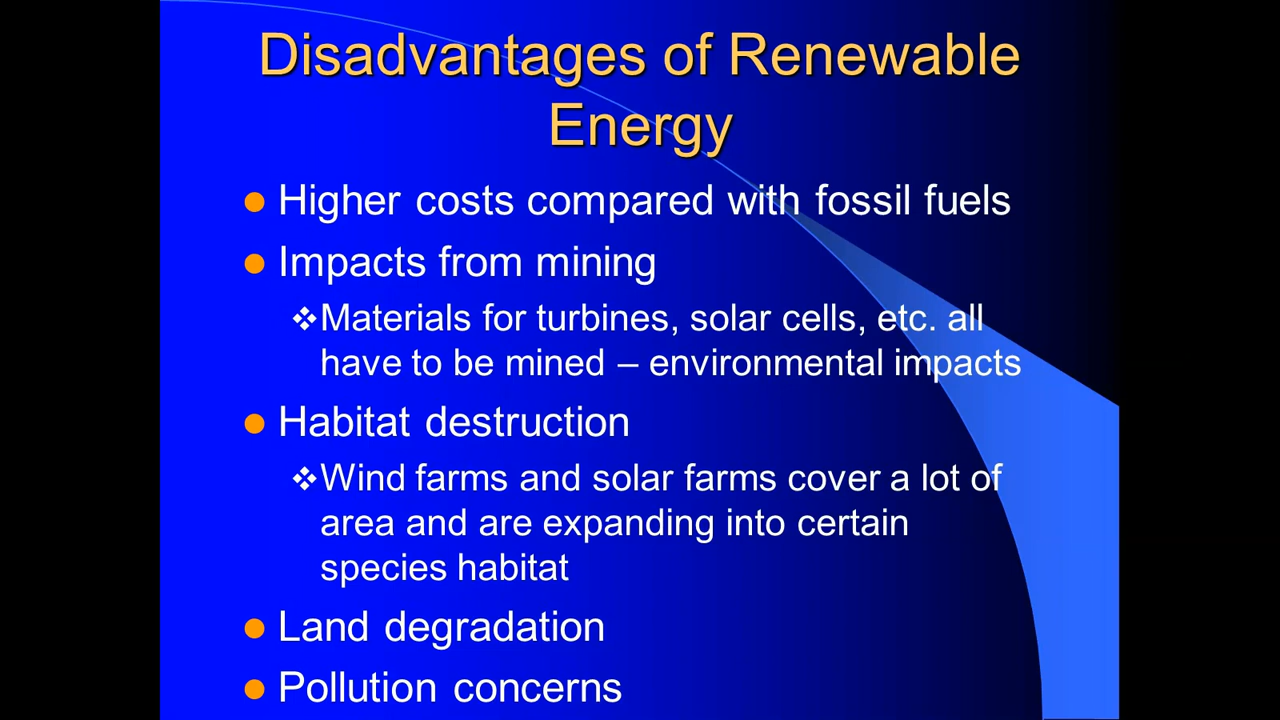 Disadvantages of Renewable
Energy
Higher costs compared with fossil fuels
Impacts from mining
Materials for turbines, solar cells, etc. all
have to be mined – environmental impacts
Habitat destruction
Wind farms and solar farms cover a lot of
area and are expanding into certain
species habitat
Land degradation
Pollution concerns